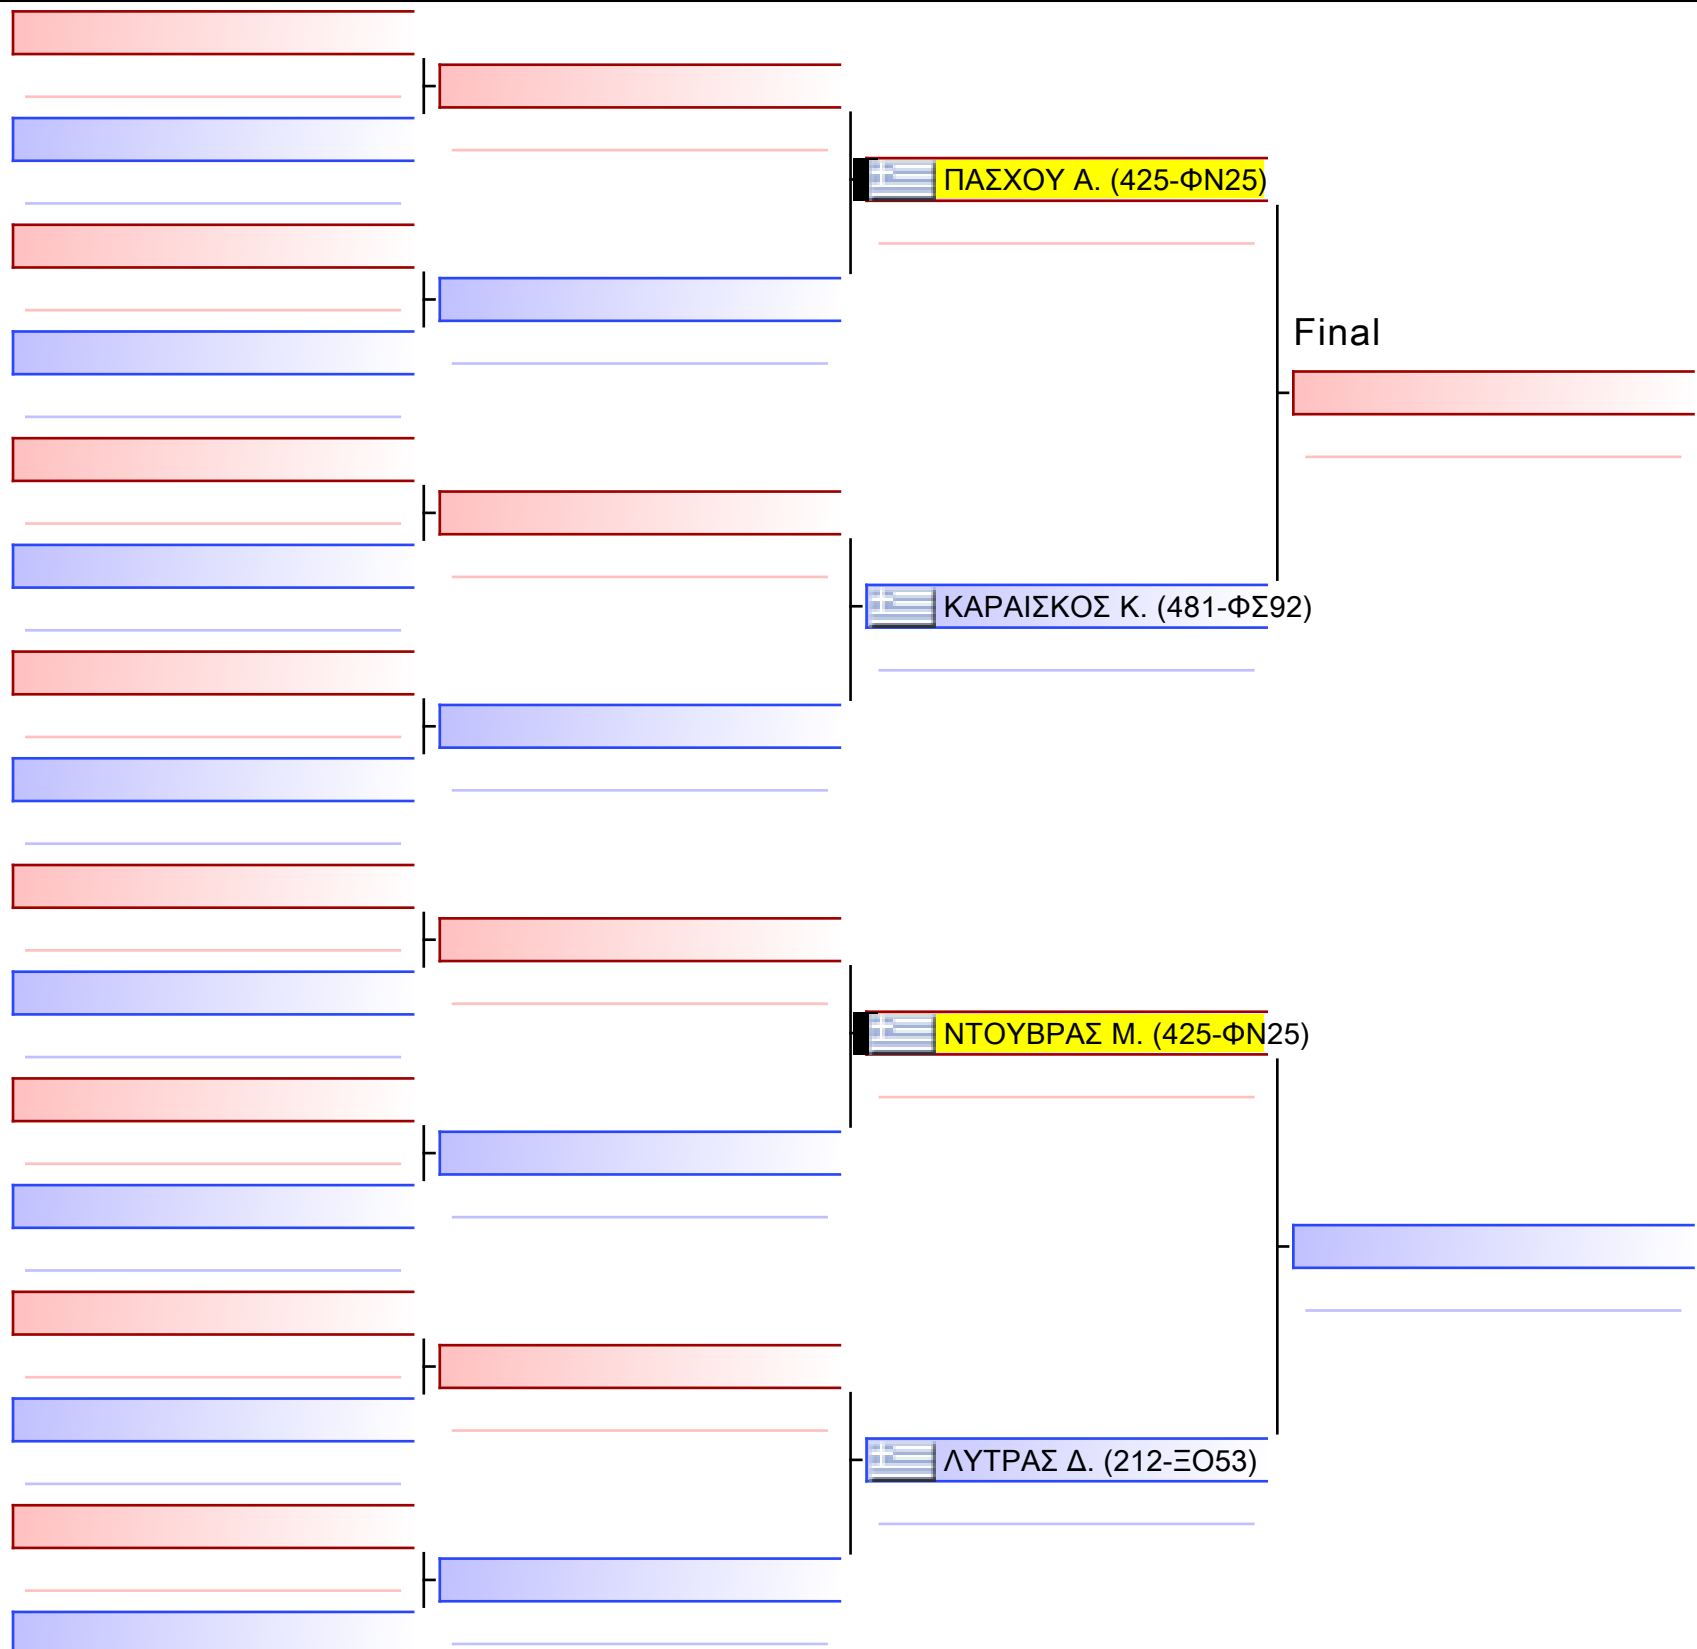 ΠΑΣΧΟΥ Α. (425-ΦΝ25)
Final
ΚΑΡΑΙΣΚΟΣ Κ. (481-ΦΣ92)
ΝΤΟΥΒΡΑΣ Μ. (425-ΦΝ25)
ΛΥΤΡΑΣ Δ. (212-ΞΟ53)